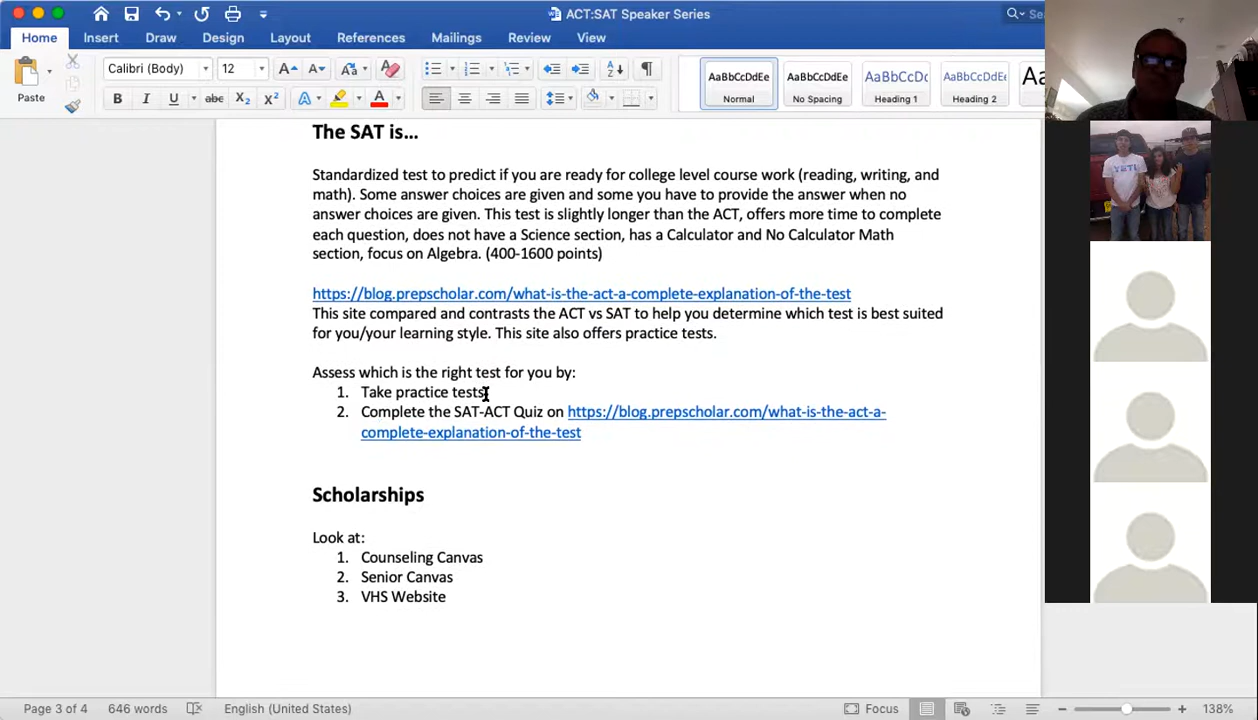 ACT:SAT Speaker Series
Home Insert Draw Design Layout References Mailings Review View
Paste
Calibri (Body) 12
AaBbCcDdEe AaBbCcDdEe AaBbCcDc AaBbCcDdEe
Normal No Spacing Heading 1 Heading 2
The SAT is...
Standardized test to predict if you are ready for college level course work (reading, writing, and
math). Some answer choices are given and some you have to provide the answer when no
answer choices are given. This test is slightly longer than the ACT, offers more time to complete
each question, does not have a Science section, has a Calculator and No Calculator Math
section, focus on Algebra. (400-1600 points)
https://blog.prepscholar.com/what-is-the-act-a-complete-explanation-of-the-test
This site compared and contrasts the ACT vs SAT to help you determine which test is best suited
for you/your learning style. This site also offers practice tests.
Assess which is the right test for you by:
1. Take practice tests
2. Complete the SAT-ACT Quiz on https://blog.prepscholar.com/what-is-the-act-a-
complete-explanation-of-the-test
Scholarships
Look at:
1. Counseling Canvas
2. Senior Canvas
3. VHS Website
Page 3 of 4 646 words English (United States) Focus 138%